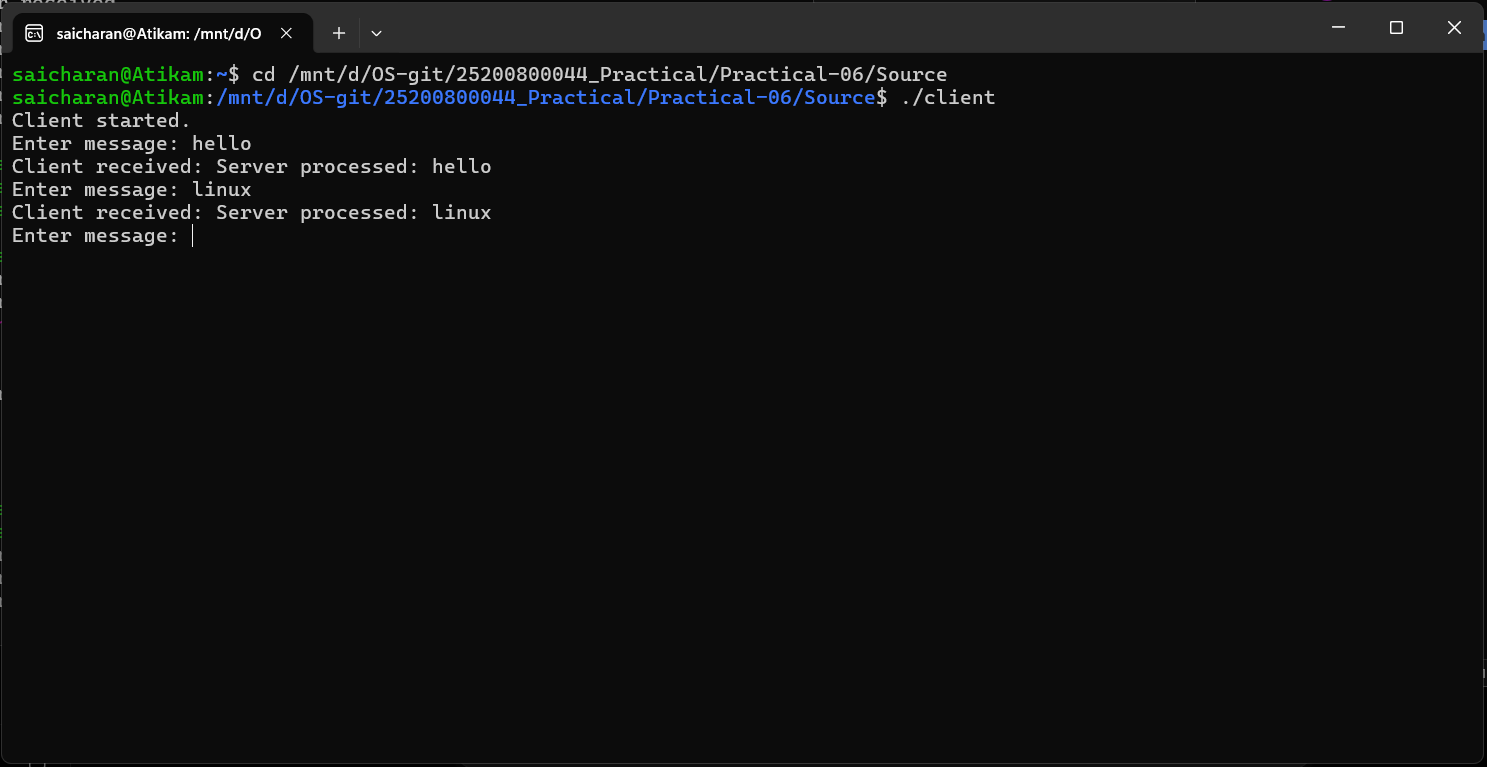 saicharan@Atikam: /mnt/d/O
saicharan@Atikam:~$ cd /mnt/d/OS-git/25200800044_Practical/Practical-06/Source
saicharan@Atikam:/mnt/d/OS-git/25200800044_Practical/Practical-06/Source$ ./client
Client started.
Enter message: hello
Client received: Server processed: hello
Enter message: linux
Client received: Server processed: linux
Enter message: